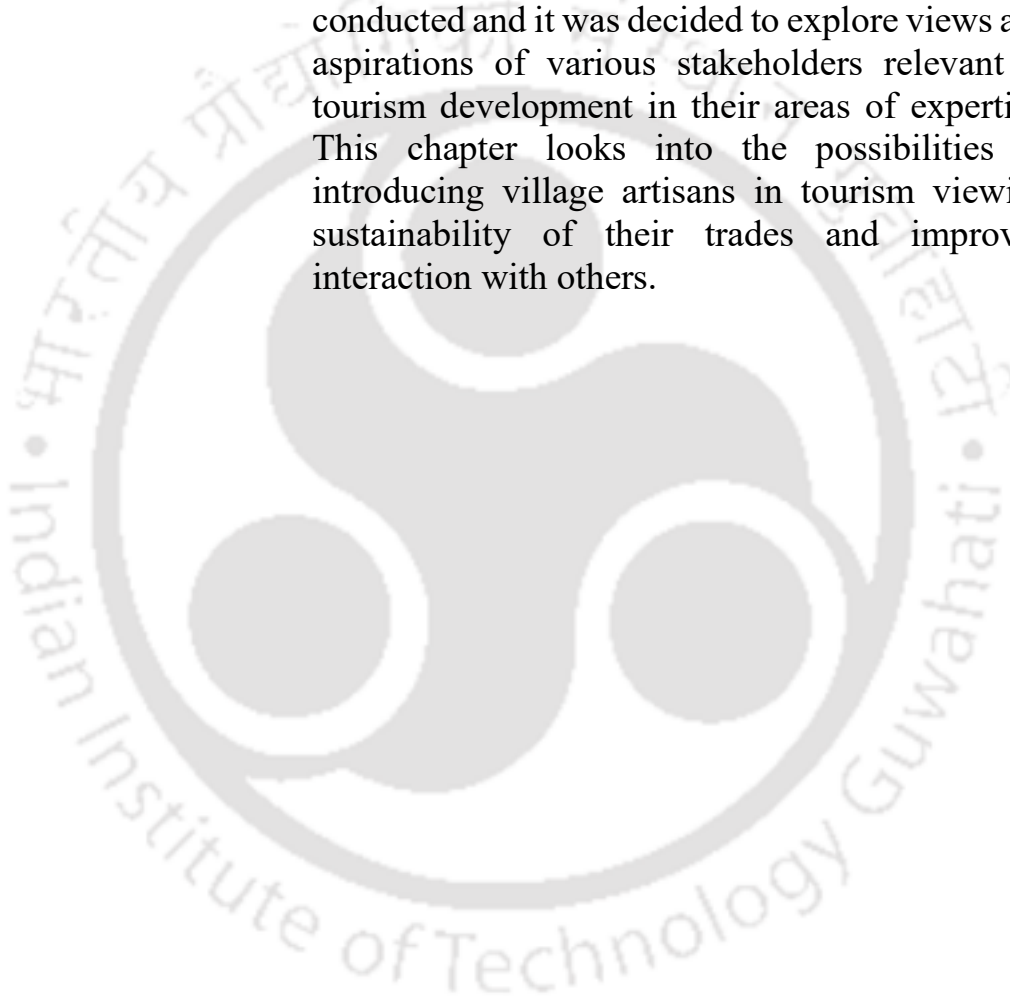 conducted and it was decided to explore views a
aspirations of various stakeholders relevant
tourism development in their areas of experti
This chapter looks into the possibilities
introducing village artisans in tourism viewi
sustainability of their trades and improv
interaction with others.
भारतीय
Indian Institute of Technology Guwahati